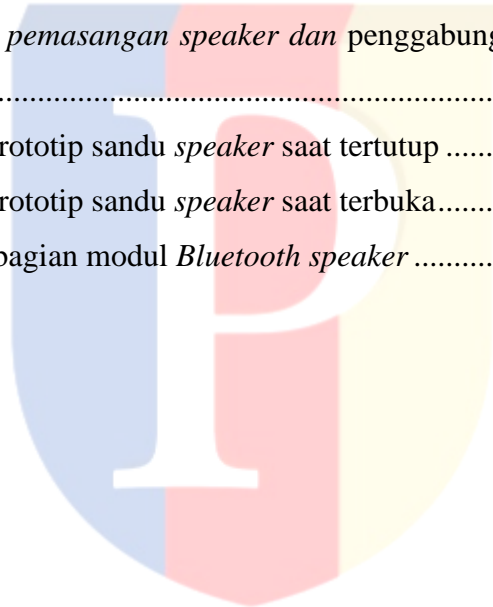 pemasangan speaker dan penggabung
................................................................
rototip sandu speaker saat tertutup ......
rototip sandu speaker saat terbuka.......
bagian modul Bluetooth speaker ..........
P